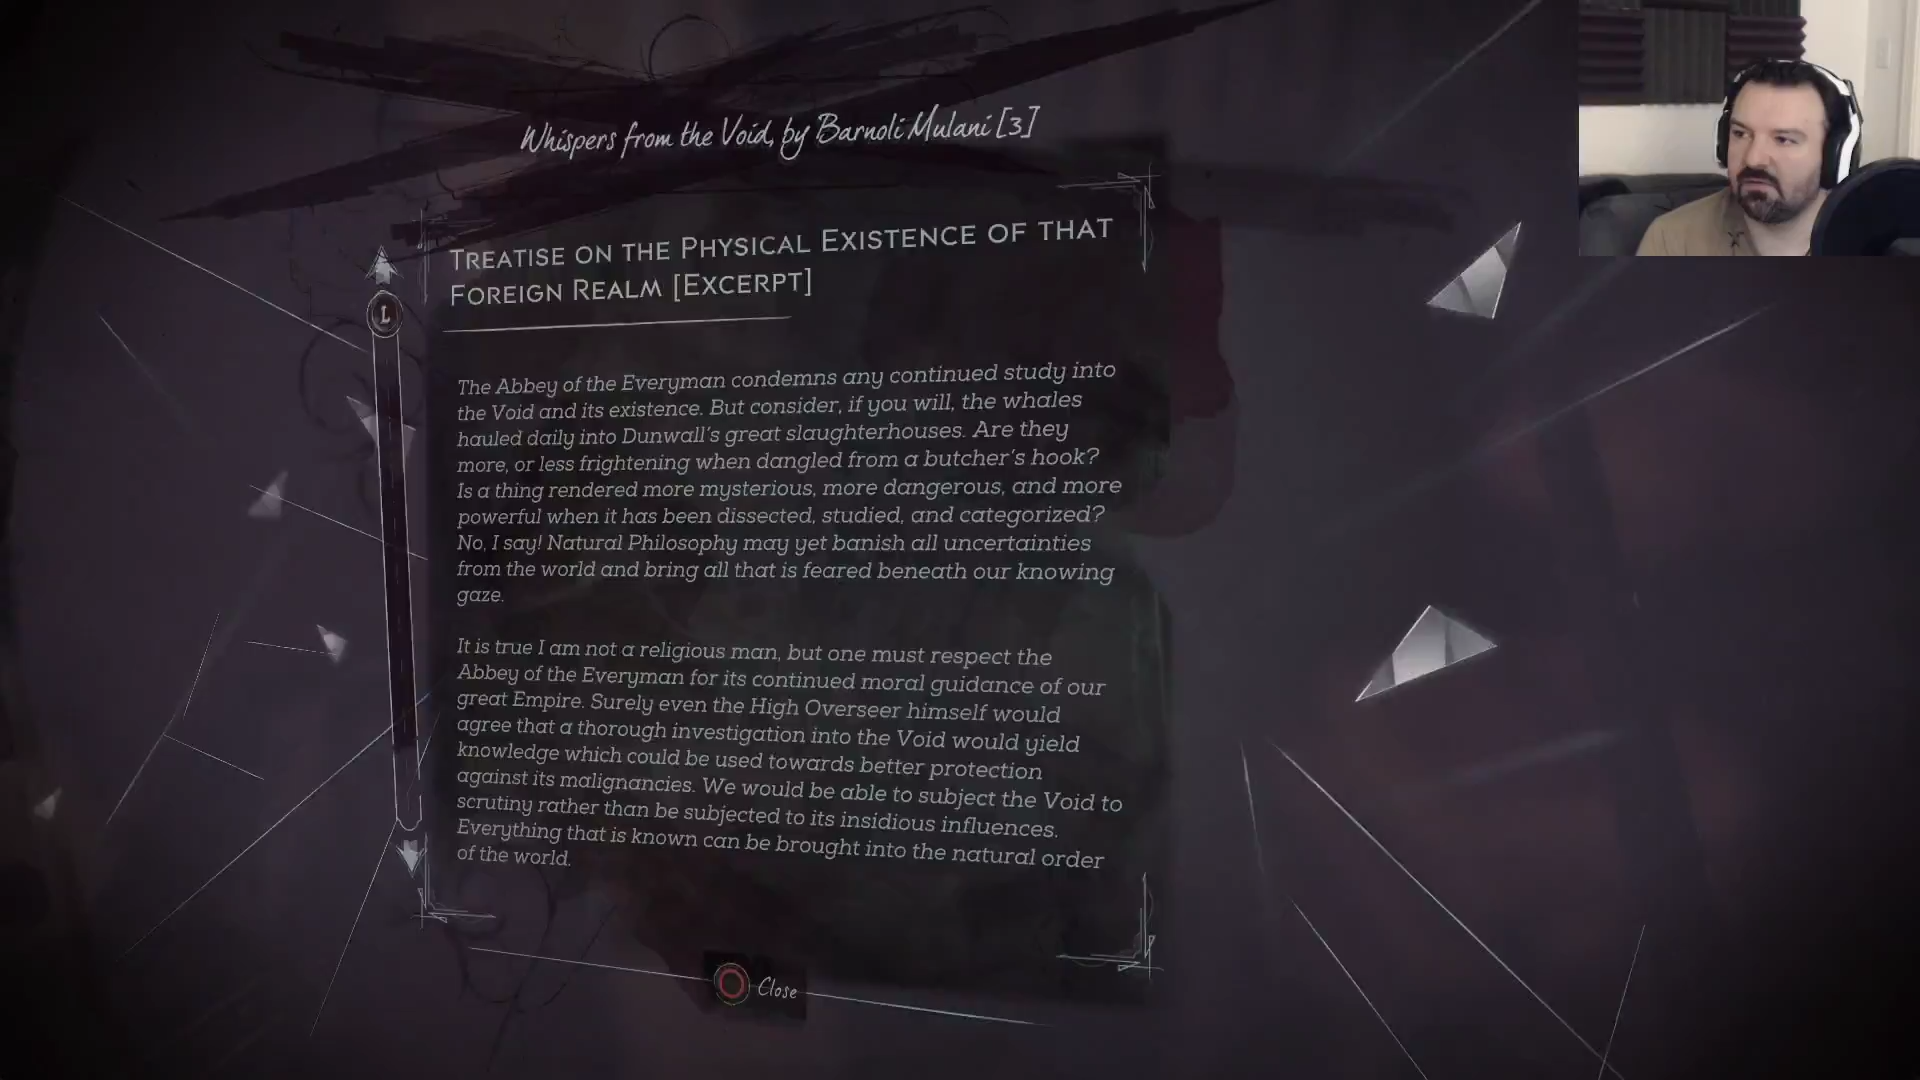 Whispers from the Void, by Barnoli Mulani [3]
Treatise on the Physical Existence of that
Foreign Realm [Excerpt]
L
The Abbey of the Everyman condemns any continued study into
the Void and its existence. But consider, if you will, the whales
hauled daily into Dunwall's great slaughterhouses. Are they
more, or less frightening when dangled from a butcher's hook?
Is a thing rendered more mysterious, more dangerous, and more
powerful when it has been dissected, studied, and categorized?
No, I say! Natural Philosophy may yet banish all uncertainties
from the world and bring all that is feared beneath our knowing
gaze.
It is true I am not a religious man, but one must respect the
Abbey of the Everyman for its continued moral guidance of our
great Empire. Surely even the High Overseer himself would
agree that a thorough investigation into the Void would yield
knowledge which could be used towards better protection
against its malignancies. We would be able to subject the Void to
scrutiny rather than be subjected to its insidious influences.
Everything that is known can be brought into the natural order
of the world.
Close